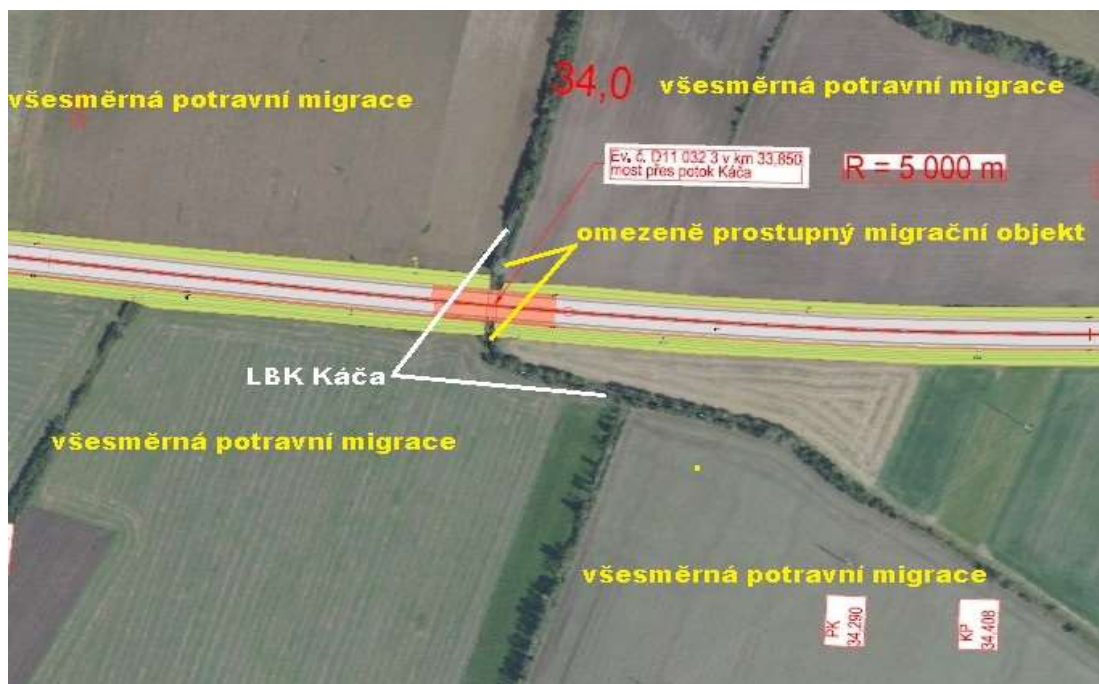 34,0
všesměrná potravní migrace
všesměrná potravní migrace
Ev. č. D11 032 3 v km 33,850
most přes potok Káča
R = 5 000 m
omezeně prostupný migrační objekt
LBK Káča
všesměrná potravní migrace
všesměrná potravní migrace
PK
34.290
KP
34.408